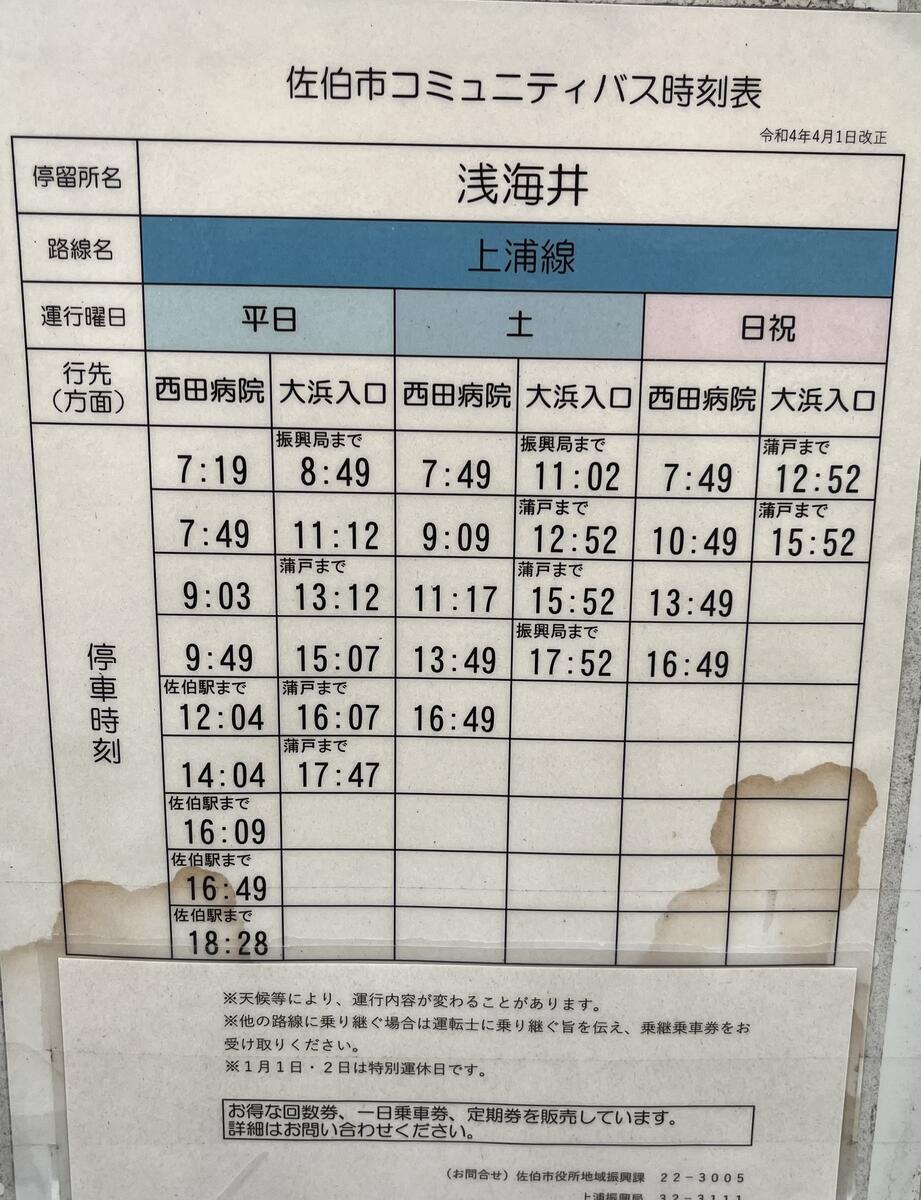 佐伯市コミュニティバス時刻表
令和4年4月1日改正
停留所名 浅海井
路線名 上浦線
運行曜日 平日 土 日祝
行先（方面） 西田病院 大浜入口 西田病院 大浜入口 西田病院 大浜入口
停車時刻
7:19 振興局まで 8:49 7:49 振興局まで 11:02 7:49 蒲戸まで 12:52
7:49 11:12 9:09 蒲戸まで 12:52 10:49 蒲戸まで 15:52
9:03 蒲戸まで 13:12 11:17 蒲戸まで 15:52 13:49
9:49 15:07 13:49 振興局まで 17:52 16:49
佐伯駅まで 12:04 蒲戸まで 16:07 16:49
14:04 蒲戸まで 17:47
佐伯駅まで 16:09
佐伯駅まで 16:49
佐伯駅まで 18:28
※天候等により、運行内容が変わることがあります。
※他の路線に乗り継ぐ場合は運転士に乗り継ぐ旨を伝え、乗継乗車券をお
受け取りください。
※１月１日・２日は特別運休日です。
お得な回数券、一日乗車券、定期券を販売しています。
詳細はお問い合わせください。
（お問合せ）佐伯市役所地域振興課 ２２-３００５
上浦振興局 ３２-３１１１